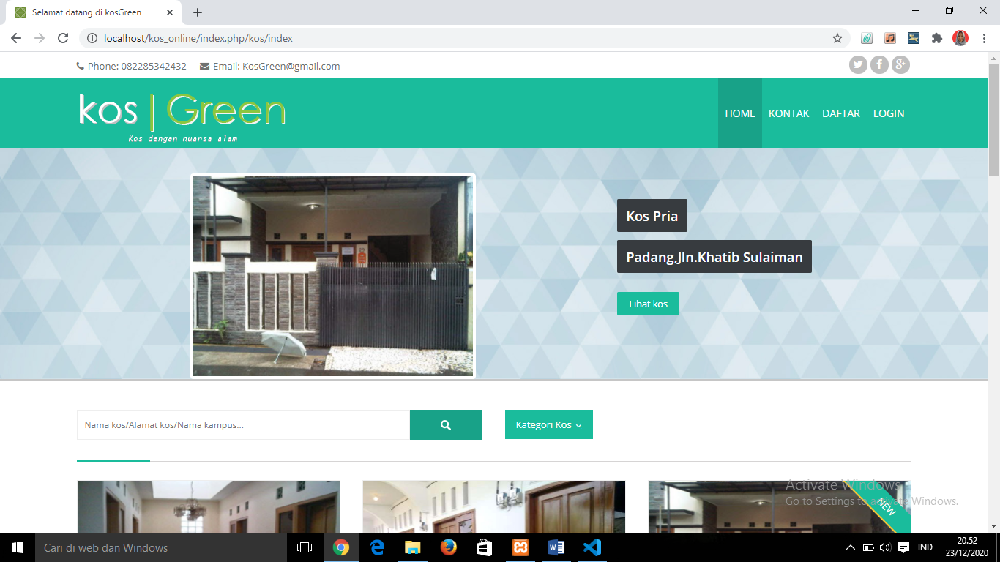 Selamat datang di kosGreen
localhost/kos_online/index.php/kos/index
Phone: 082285342432 Email: KosGreen@gmail.com
kos | Green
Kos dengan nuansa alam
HOME KONTAK DAFTAR LOGIN
Kos Pria
Padang,Jln.Khatib Sulaiman
Lihat kos
Nama kos/Alamat kos/Nama kampus...
Kategori Kos
NEW
Activate Windows
Go to Settings to activate Windows.
Cari di web dan Windows
IND
20.52
23/12/2020